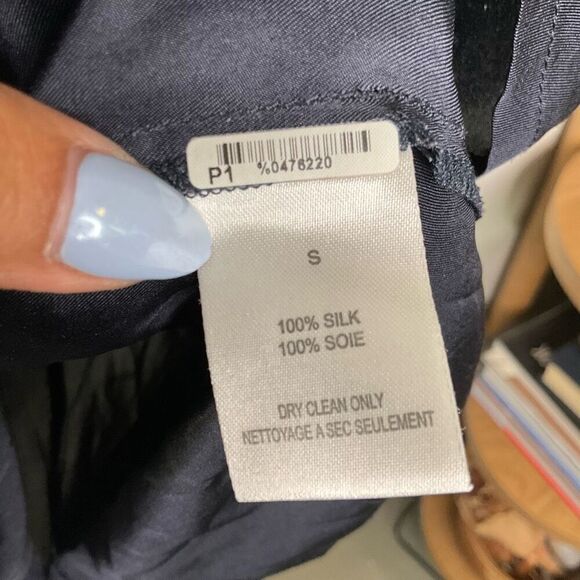 P1 %0476220
S
100% SILK
100% SOIE
DRY CLEAN ONLY
NETTOYAGE A SEC SEULEMENT